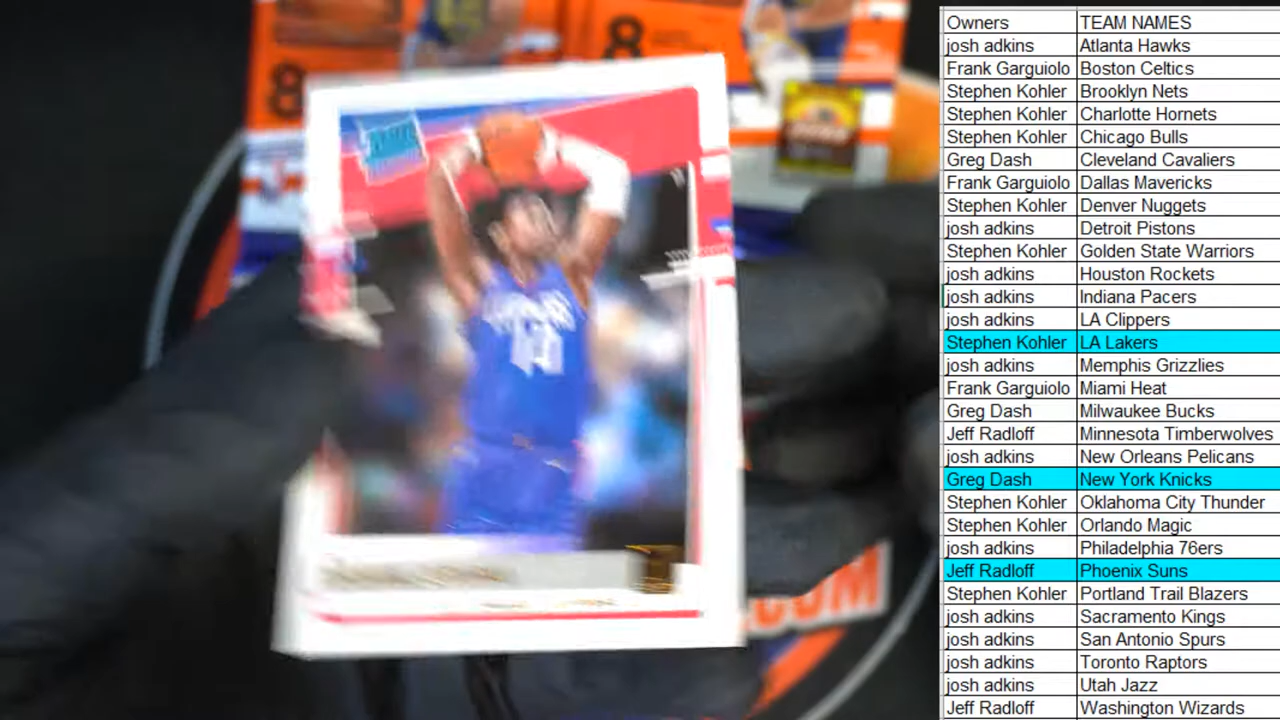 Owners TEAM NAMES
josh adkins Atlanta Hawks
Frank Garguiolo Boston Celtics
Stephen Kohler Brooklyn Nets
Stephen Kohler Charlotte Hornets
Stephen Kohler Chicago Bulls
Greg Dash Cleveland Cavaliers
Frank Garguiolo Dallas Mavericks
Stephen Kohler Denver Nuggets
josh adkins Detroit Pistons
Stephen Kohler Golden State Warriors
josh adkins Houston Rockets
josh adkins Indiana Pacers
josh adkins LA Clippers
Stephen Kohler LA Lakers
josh adkins Memphis Grizzlies
Frank Garguiolo Miami Heat
Greg Dash Milwaukee Bucks
Jeff Radloff Minnesota Timberwolves
josh adkins New Orleans Pelicans
Greg Dash New York Knicks
Stephen Kohler Oklahoma City Thunder
Stephen Kohler Orlando Magic
josh adkins Philadelphia 76ers
Jeff Radloff Phoenix Suns
Stephen Kohler Portland Trail Blazers
josh adkins Sacramento Kings
josh adkins San Antonio Spurs
josh adkins Toronto Raptors
josh adkins Utah Jazz
Jeff Radloff Washington Wizards
8
8
.COM